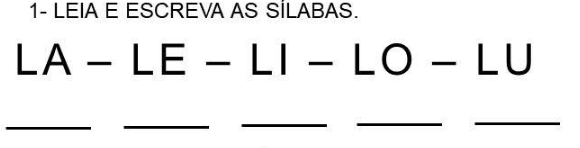 1- LEIA E ESCREVA AS SÍLABAS.
LA – LE – LI – LO – LU